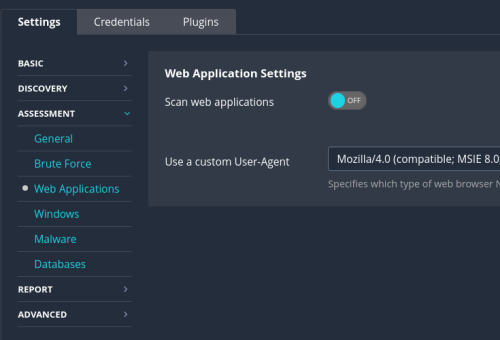 Settings
Credentials
Plugins
BASIC
DISCOVERY
ASSESSMENT
General
Brute Force
Web Applications
Windows
Malware
Databases
REPORT
ADVANCED
Web Application Settings
Scan web applications
OFF
Use a custom User-Agent
Mozilla/4.0 (compatible; MSIE 8.0
Specifies which type of web browser N